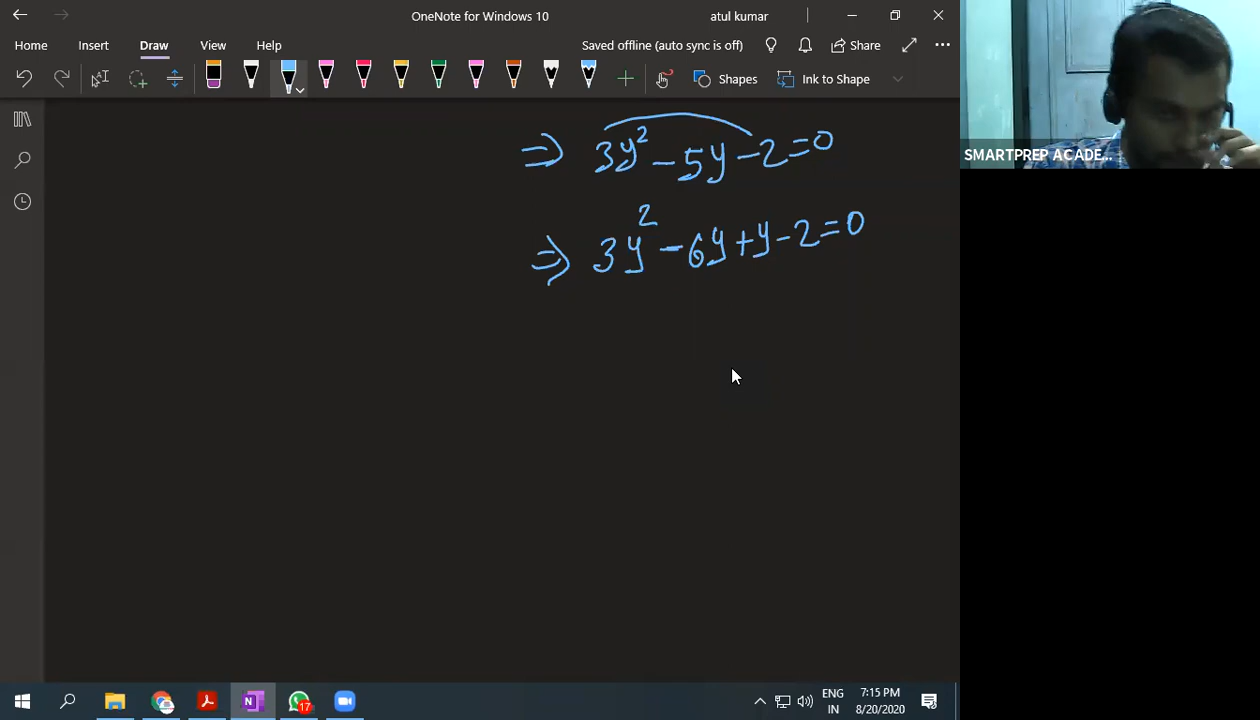 OneNote for Windows 10
atul kumar
Home Insert Draw View Help
Saved offline (auto sync is off)
Share
Shapes
Ink to Shape
SMARTPREP ACADE...
⇒ 3y² - 5y - 2 = 0
⇒ 3y² - 6y + y - 2 = 0
N
17
ENG
IN
7:15 PM
8/20/2020
3